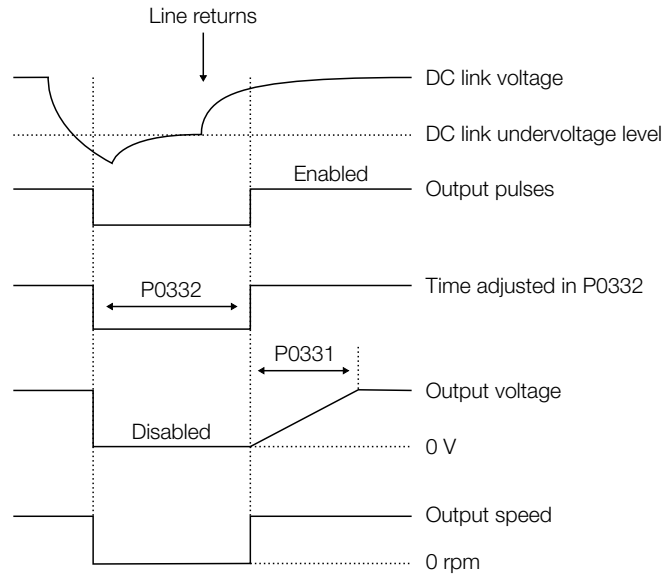 Line returns
DC link voltage
DC link undervoltage level
Enabled
Output pulses
P0332
Time adjusted in P0332
P0331
Output voltage
Disabled
0 V
Output speed
0 rpm